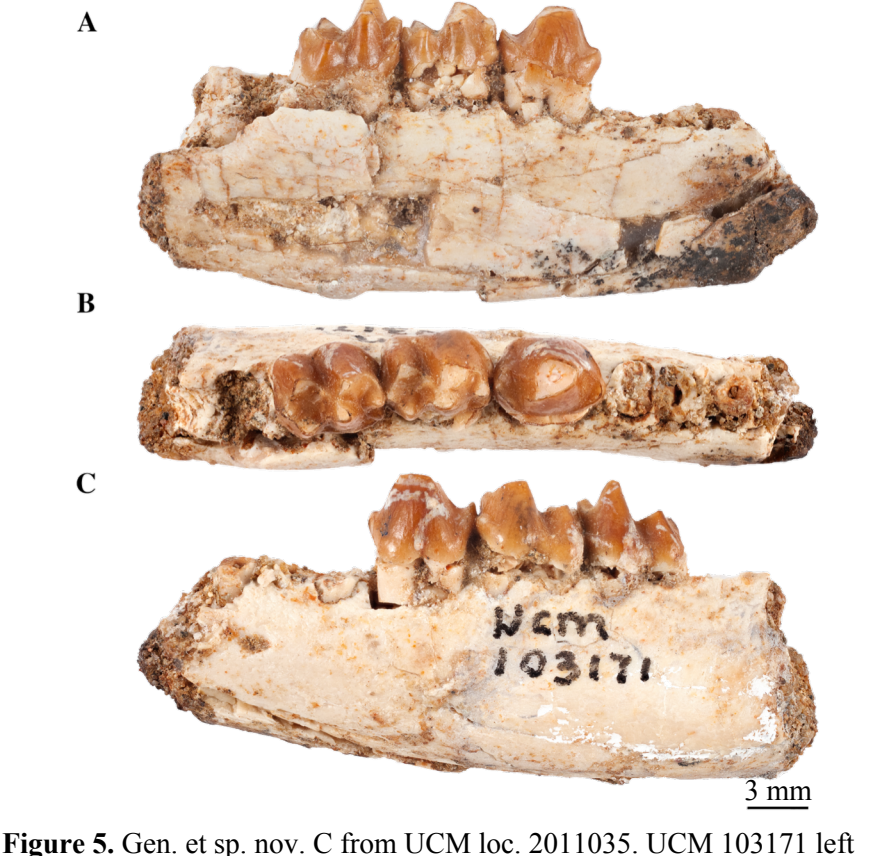 A
B
C
UCM
103171
3 mm
Figure 5. Gen. et sp. nov. C from UCM loc. 2011035. UCM 103171 left